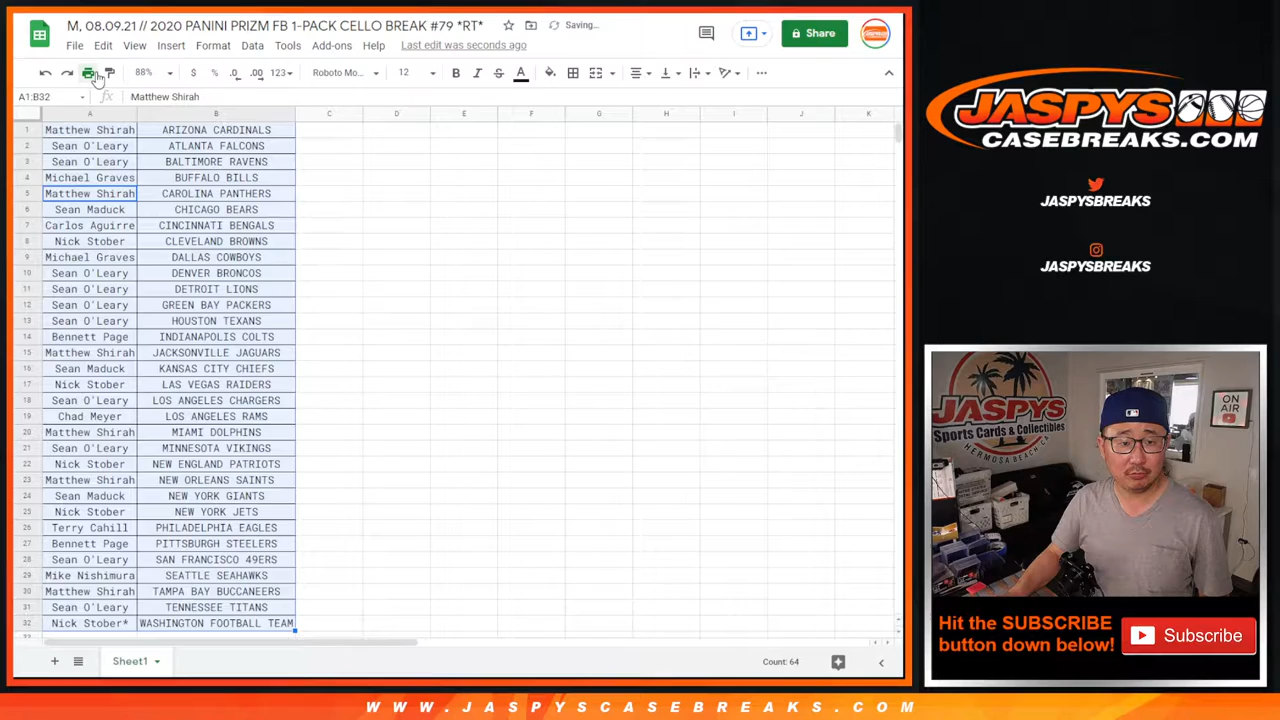 M, 08.09.21 // 2020 PANINI PRIZM FB 1-PACK CELLO BREAK #79 *RT*
Saving...
File Edit View Insert Format Data Tools Add-ons Help Last edit was seconds ago
Share
88% $ % .0 .00 123 Roboto Mo... 12 B I S A
A1:B32 fx Matthew Shirah
A B C D E F G H I J K
1 Matthew Shirah ARIZONA CARDINALS
2 Sean O'Leary ATLANTA FALCONS
3 Sean O'Leary BALTIMORE RAVENS
4 Michael Graves BUFFALO BILLS
5 Matthew Shirah CAROLINA PANTHERS
6 Sean Maduck CHICAGO BEARS
7 Carlos Aguirre CINCINNATI BENGALS
8 Nick Stober CLEVELAND BROWNS
9 Michael Graves DALLAS COWBOYS
10 Sean O'Leary DENVER BRONCOS
11 Sean O'Leary DETROIT LIONS
12 Sean O'Leary GREEN BAY PACKERS
13 Sean O'Leary HOUSTON TEXANS
14 Bennett Page INDIANAPOLIS COLTS
15 Matthew Shirah JACKSONVILLE JAGUARS
16 Sean Maduck KANSAS CITY CHIEFS
17 Nick Stober LAS VEGAS RAIDERS
18 Sean O'Leary LOS ANGELES CHARGERS
19 Chad Meyer LOS ANGELES RAMS
20 Matthew Shirah MIAMI DOLPHINS
21 Sean O'Leary MINNESOTA VIKINGS
22 Nick Stober NEW ENGLAND PATRIOTS
23 Matthew Shirah NEW ORLEANS SAINTS
24 Sean Maduck NEW YORK GIANTS
25 Nick Stober NEW YORK JETS
26 Terry Cahill PHILADELPHIA EAGLES
27 Bennett Page PITTSBURGH STEELERS
28 Sean O'Leary SAN FRANCISCO 49ERS
29 Mike Nishimura SEATTLE SEAHAWKS
30 Matthew Shirah TAMPA BAY BUCCANEERS
31 Sean O'Leary TENNESSEE TITANS
32 Nick Stober* WASHINGTON FOOTBALL TEAM
Sheet1
Count: 64
JASPYS
CASEBREAKS.COM
JASPYSBREAKS
JASPYSBREAKS
JASPYS
Sports Cards & Collectibles
HERMOSA BEACH CA
ON AIR
Hit the SUBSCRIBE
button down below!
Subscribe
WWW.JASPYSCASEBREAKS.COM